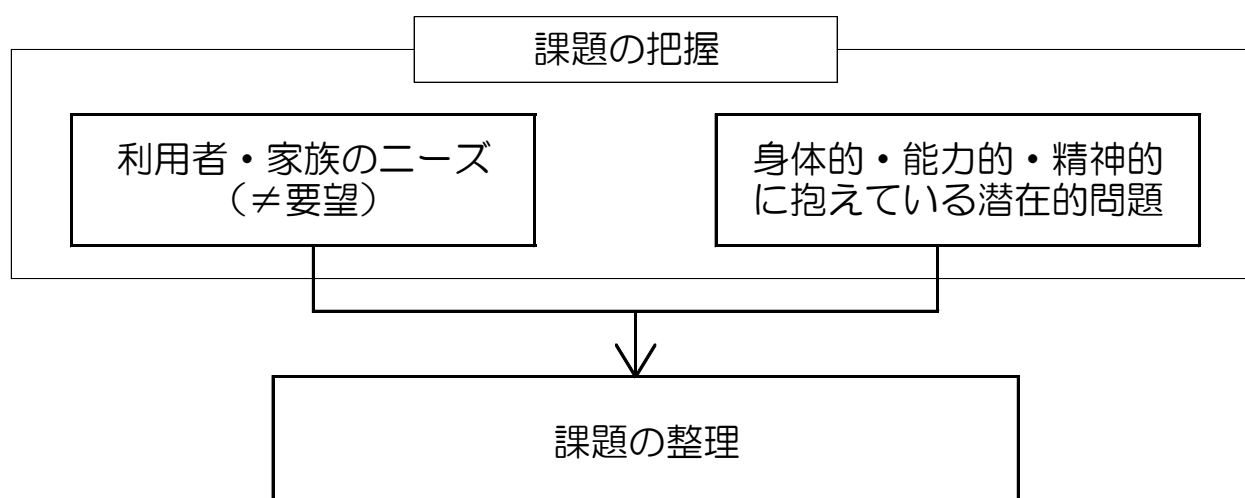 課題の把握
利用者・家族のニーズ
（≠要望）
身体的・能力的・精神的
に抱えている潜在的問題
課題の整理